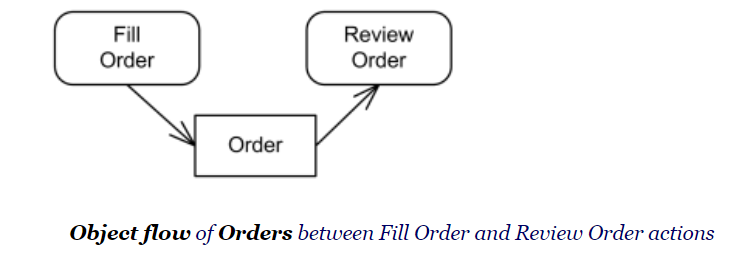 Fill
Order
Review
Order
Order
Object flow of Orders between Fill Order and Review Order actions